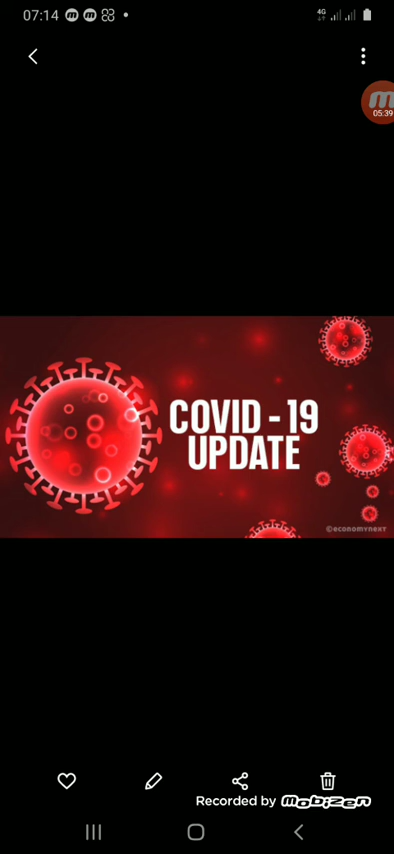 07:14
4G
05:39
COVID - 19
UPDATE
©economynext
Recorded by mobizen